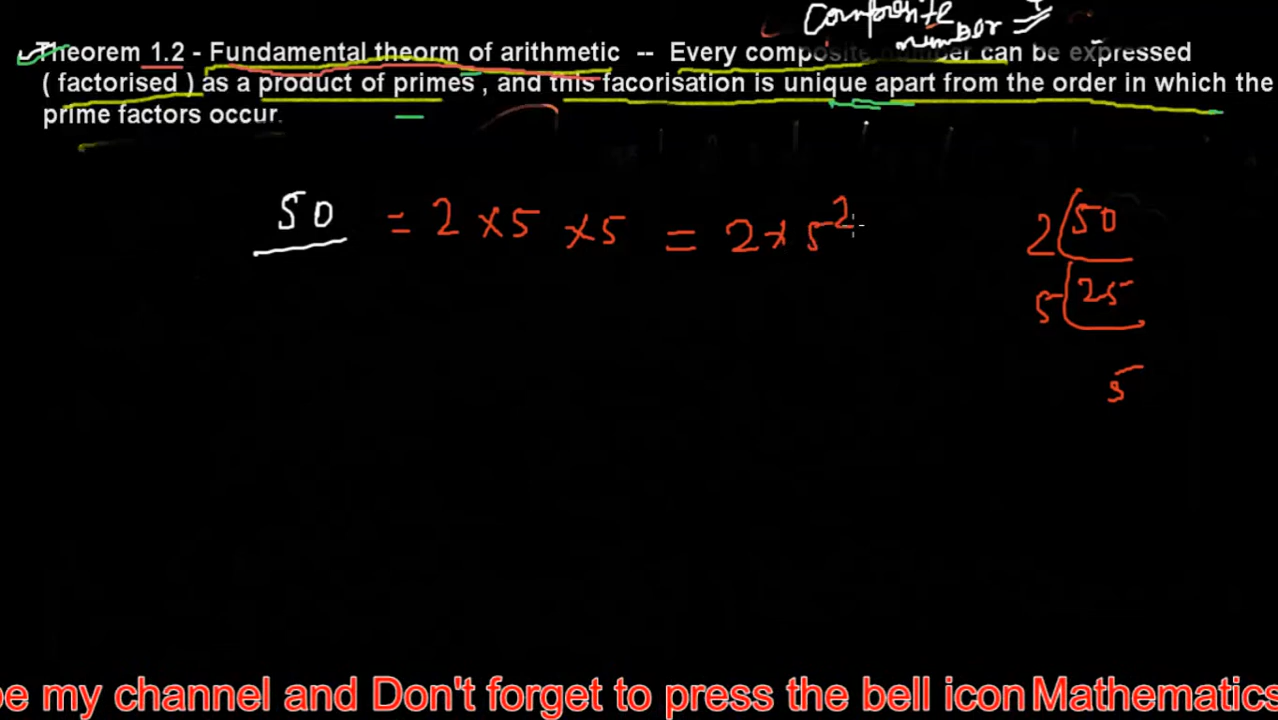 Composite
number
Theorem 1.2 - Fundamental theorm of arithmetic -- Every composite number can be expressed
( factorised ) as a product of primes , and this facorisation is unique apart from the order in which the
prime factors occur.
50 = 2 × 5 × 5 = 2 × 5²
2 50
5 25
5
be my channel and Don't forget to press the bell icon Mathematics